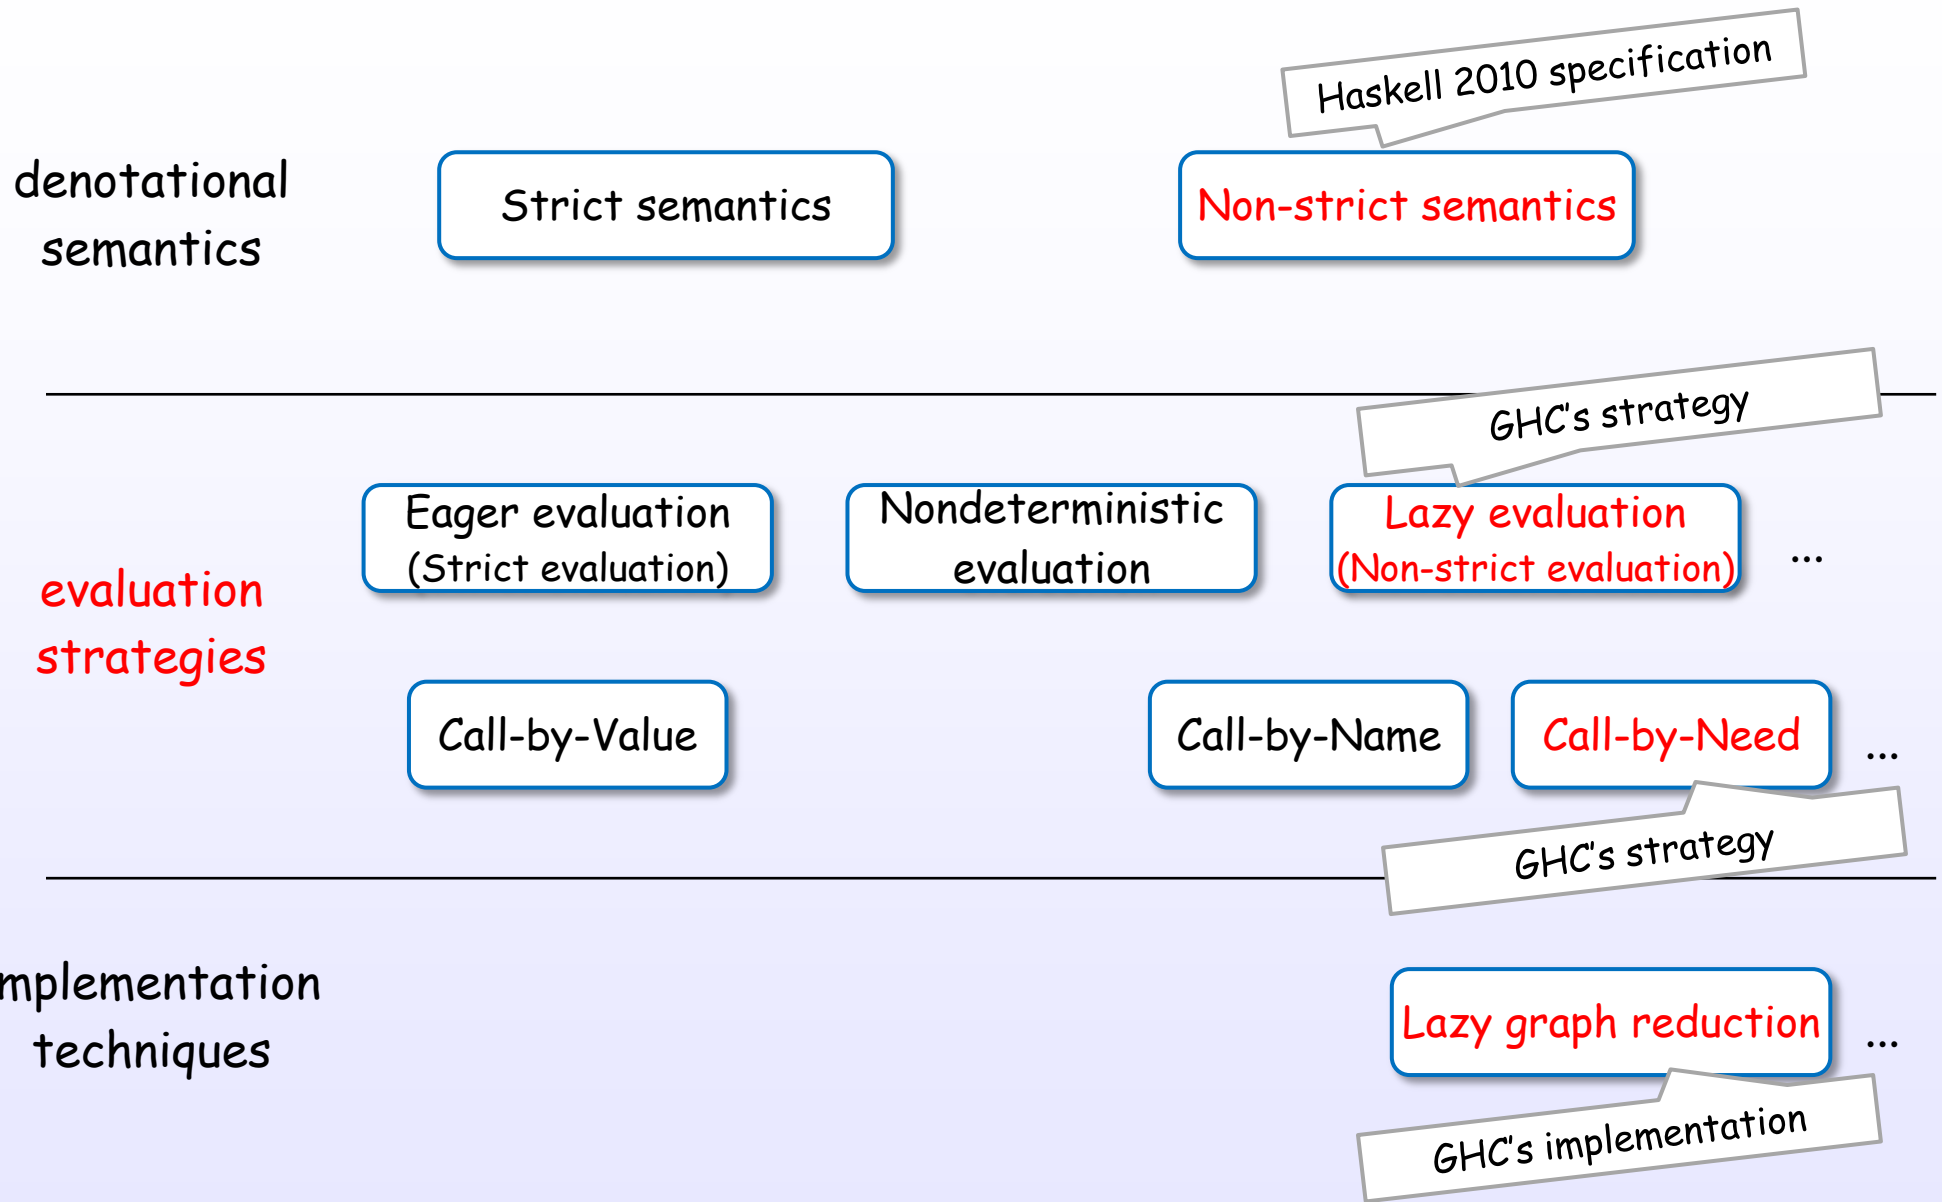 Haskell 2010 specification
denotational
semantics
Strict semantics
Non-strict semantics
GHC's strategy
evaluation
strategies
Eager evaluation
(Strict evaluation)
Nondeterministic
evaluation
Lazy evaluation
(Non-strict evaluation)
...
Call-by-Value
Call-by-Name
Call-by-Need
...
GHC's strategy
mplementation
techniques
Lazy graph reduction
...
GHC's implementation